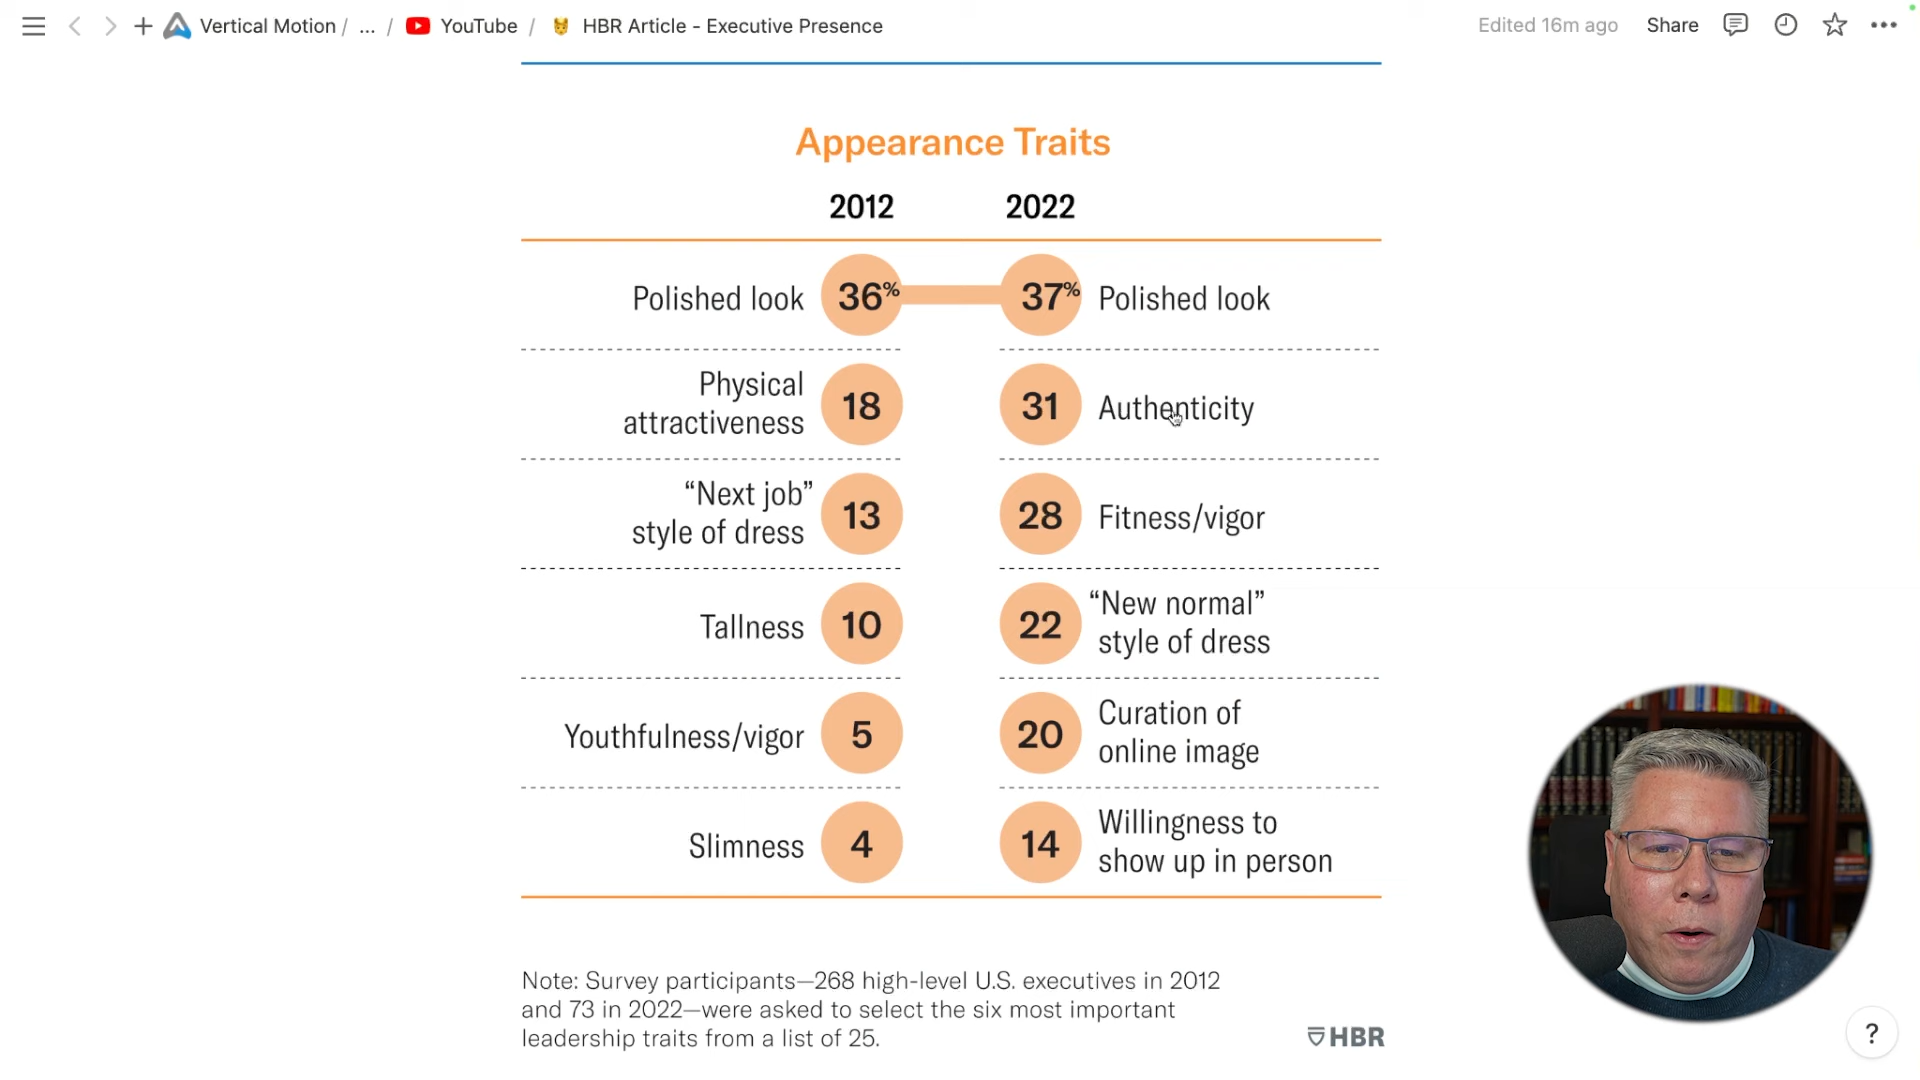 Vertical Motion / ... / YouTube / HBR Article - Executive Presence
Edited 16m ago Share
Appearance Traits
2012 2022
Polished look 36% 37% Polished look
Physical
attractiveness 18 31 Authenticity
“Next job”
style of dress 13 28 Fitness/vigor
Tallness 10 22 “New normal”
style of dress
Youthfulness/vigor 5 20 Curation of
online image
Slimness 4 14 Willingness to
show up in person
Note: Survey participants—268 high-level U.S. executives in 2012
and 73 in 2022—were asked to select the six most important
leadership traits from a list of 25.
HBR
?